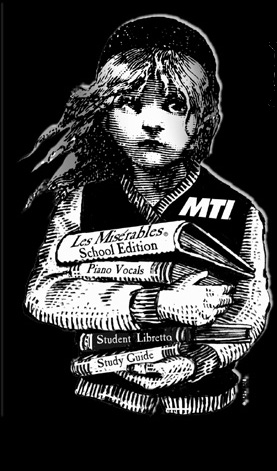 MTI
Les Misérables®
School Edition
Piano Vocals
Student Libretto
Study Guide